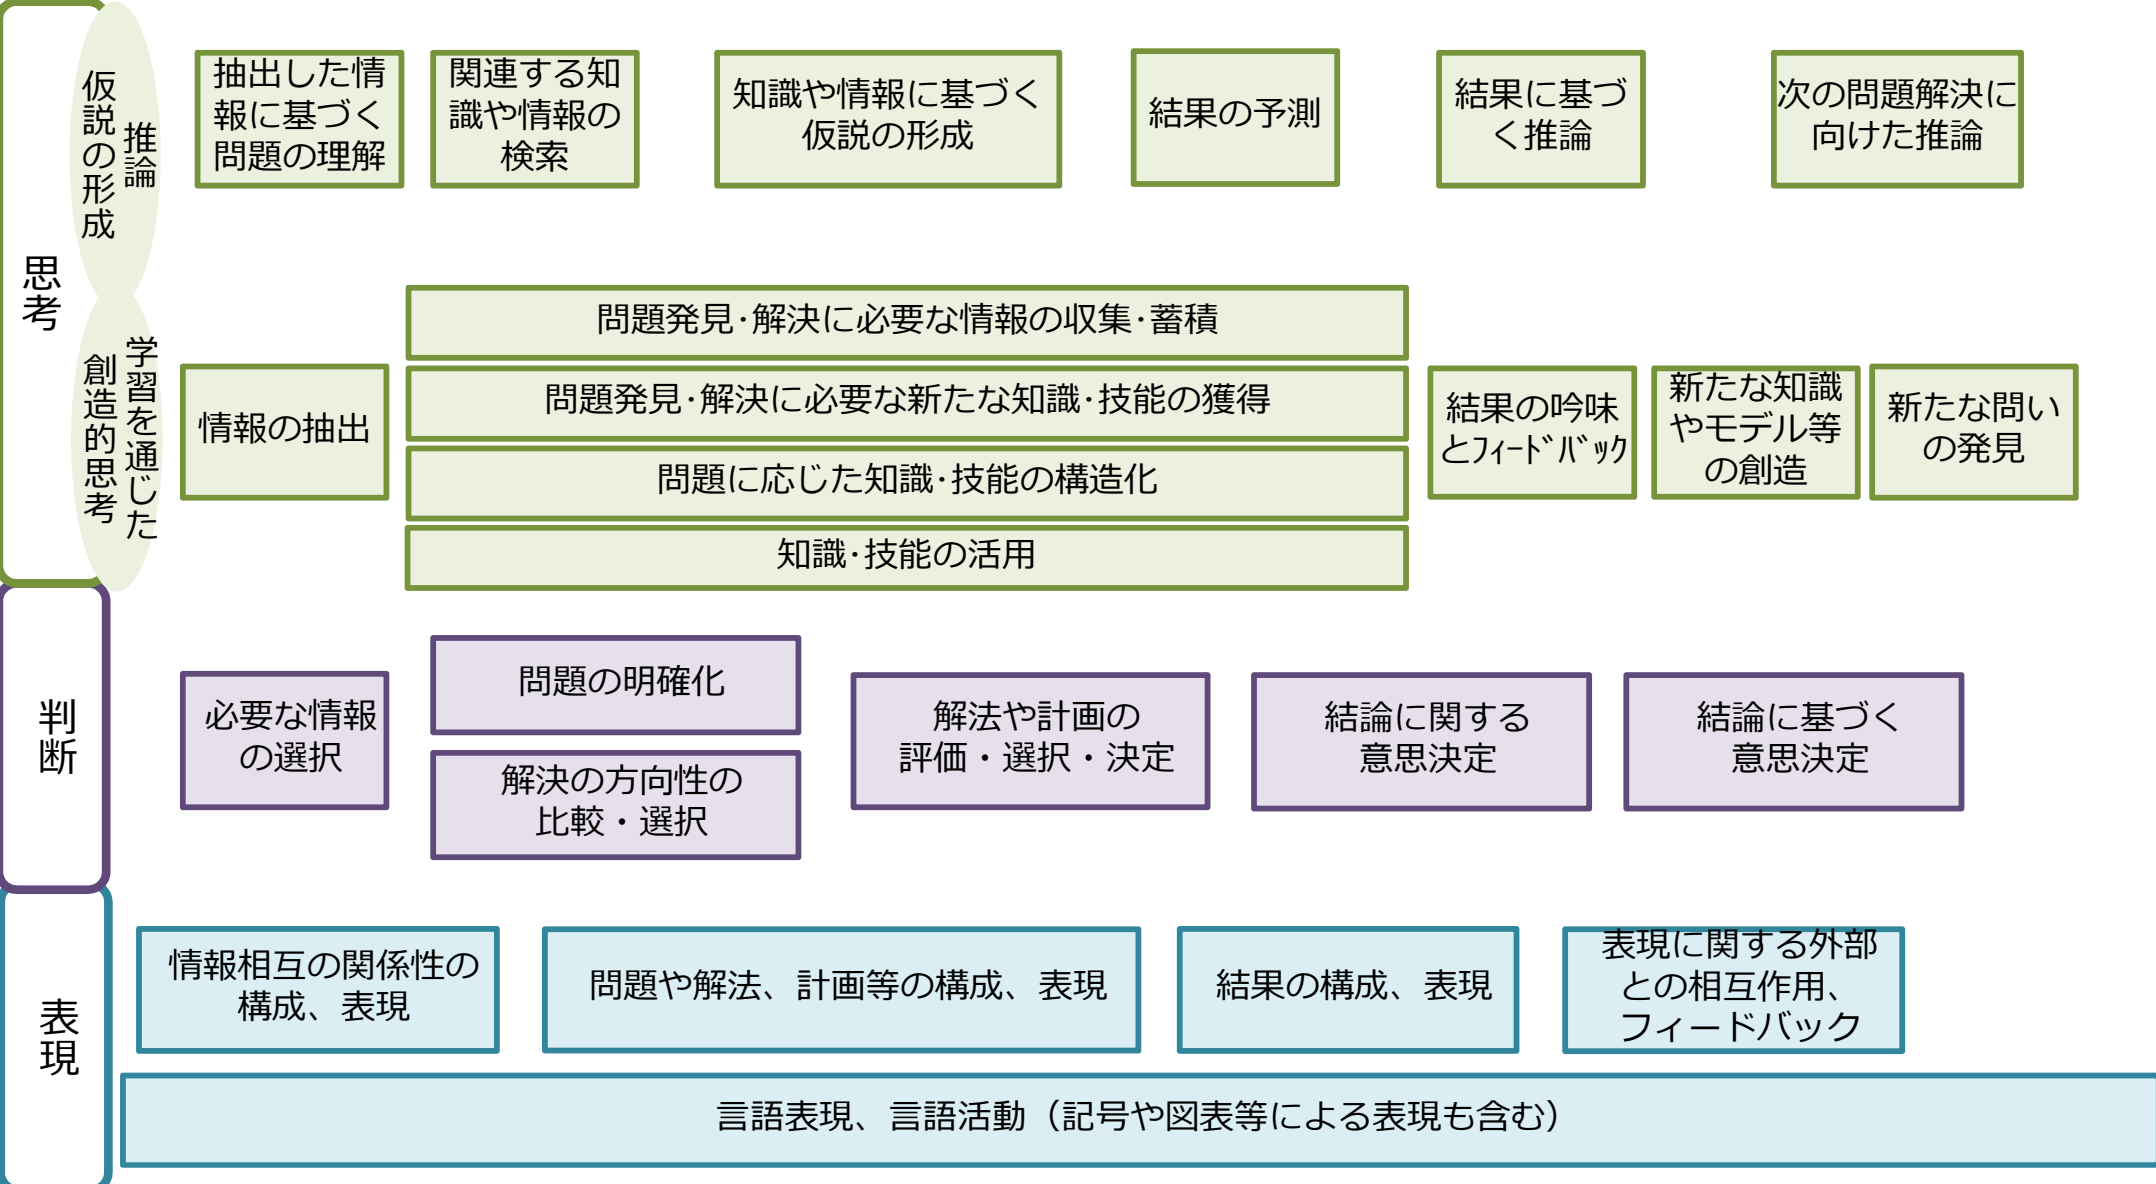 思考
推論
仮説の形成
抽出した情
報に基づく
問題の理解
関連する知
識や情報の
検索
知識や情報に基づく
仮説の形成
結果の予測
結果に基づ
く推論
次の問題解決に
向けた推論
学習を通じた
創造的思考
情報の抽出
問題発見･解決に必要な情報の収集･蓄積
問題発見･解決に必要な新たな知識･技能の獲得
問題に応じた知識･技能の構造化
知識･技能の活用
結果の吟味
とﾌｨｰﾄﾞﾊﾞｯｸ
新たな知識
やモデル等
の創造
新たな問い
の発見
判断
必要な情報
の選択
問題の明確化
解決の方向性の
比較・選択
解法や計画の
評価・選択・決定
結論に関する
意思決定
結論に基づく
意思決定
表現
情報相互の関係性の
構成、表現
問題や解法、計画等の構成、表現
結果の構成、表現
表現に関する外部
との相互作用、
フィードバック
言語表現、言語活動（記号や図表等による表現も含む）